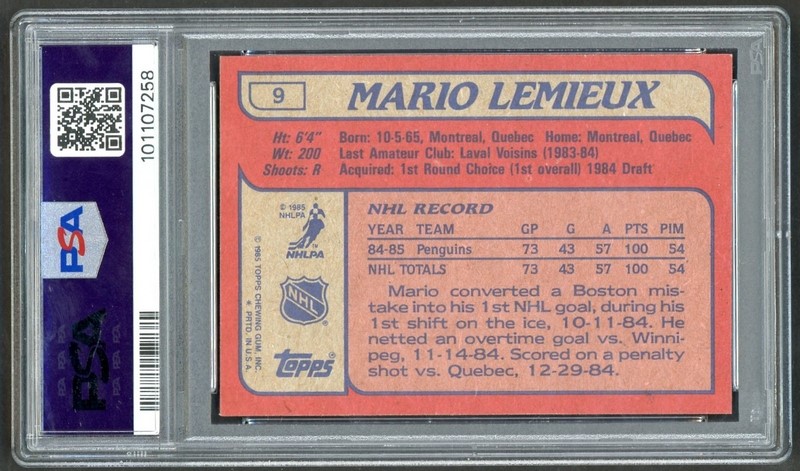 101107258
PSA
PSA
9
MARIO LEMIEUX
Ht: 6'4" Born: 10-5-65, Montreal, Quebec Home: Montreal, Quebec
Wt: 200 Last Amateur Club: Laval Voisins (1983-84)
Shoots: R Acquired: 1st Round Choice (1st overall) 1984 Draft
© 1985
NHLPA
TM
NHLPA
NHL
®
© 1985 TOPPS CHEWING GUM, INC.
* PRTD. IN U.S.A.
Topps®
NHL RECORD
YEAR TEAM GP G A PTS PIM
84-85 Penguins 73 43 57 100 54
NHL TOTALS 73 43 57 100 54
Mario converted a Boston mis-
take into his 1st NHL goal, during his
1st shift on the ice, 10-11-84. He
netted an overtime goal vs. Winni-
peg, 11-14-84. Scored on a penalty
shot vs. Quebec, 12-29-84.